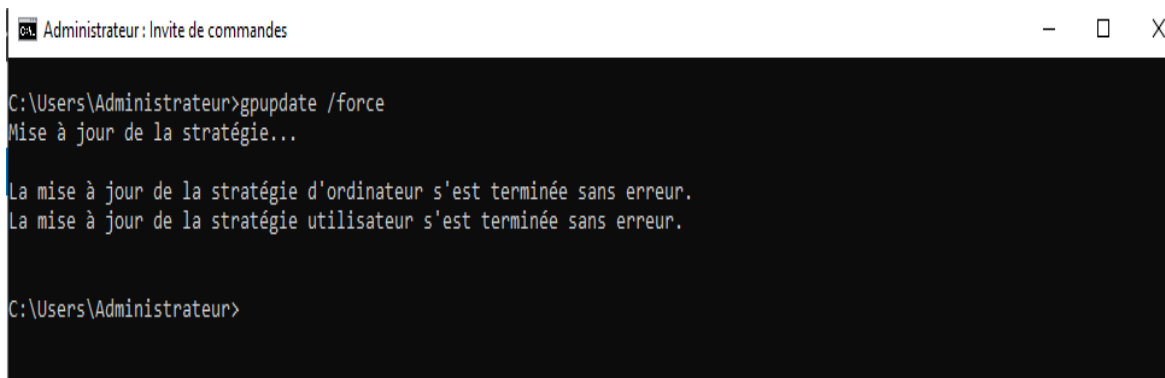 Administrateur : Invite de commandes
C:\Users\Administrateur>gpupdate /force
Mise à jour de la stratégie...
La mise à jour de la stratégie d'ordinateur s'est terminée sans erreur.
La mise à jour de la stratégie utilisateur s'est terminée sans erreur.
C:\Users\Administrateur>